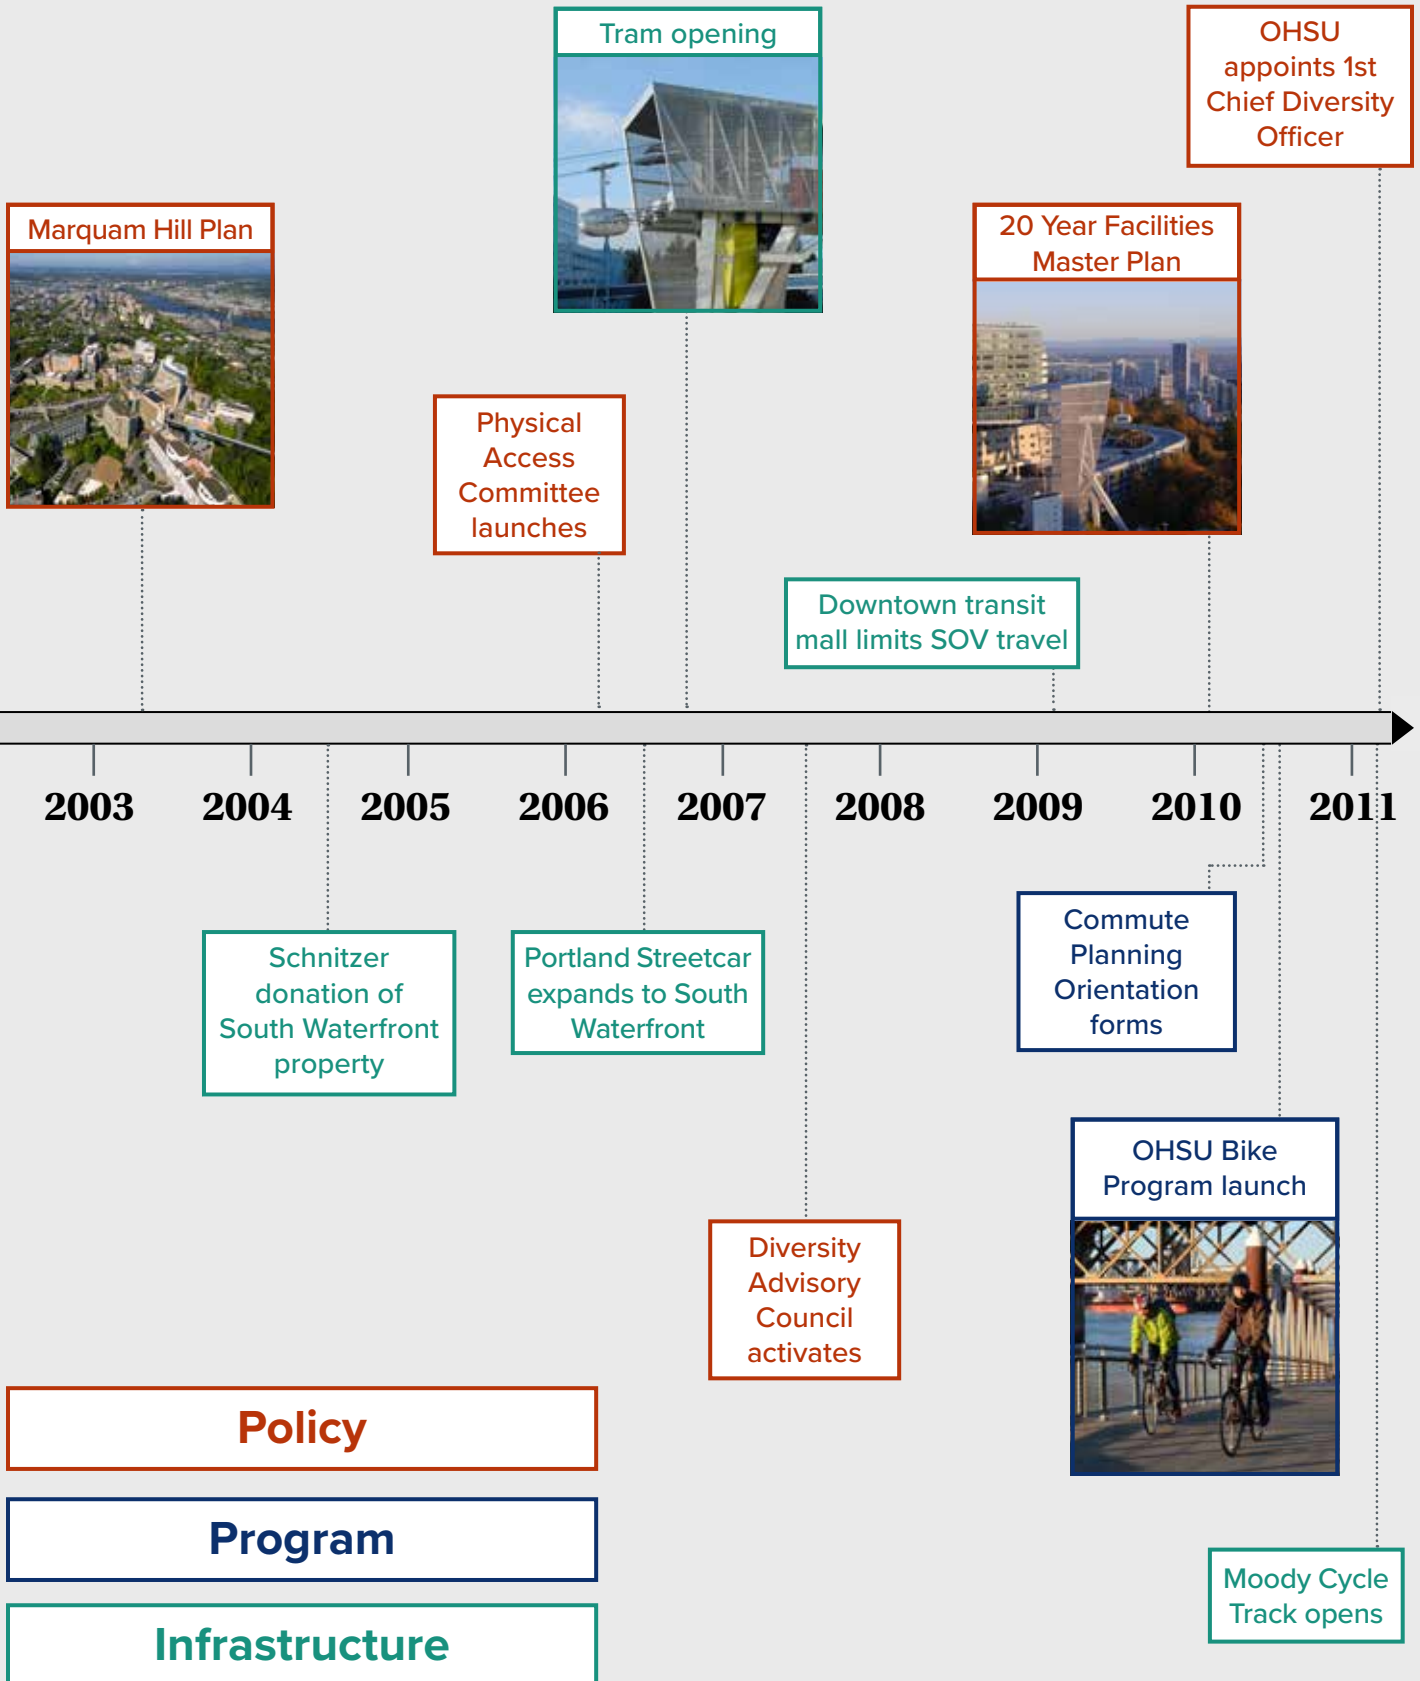 Tram opening
OHSU
appoints 1st
Chief Diversity
Officer
Marquam Hill Plan
20 Year Facilities
Master Plan
Physical
Access
Committee
launches
Downtown transit
mall limits SOV travel
2003 2004 2005 2006 2007 2008 2009 2010 2011
Schnitzer
donation of
South Waterfront
property
Portland Streetcar
expands to South
Waterfront
Commute
Planning
Orientation
forms
OHSU Bike
Program launch
Diversity
Advisory
Council
activates
Policy
Program
Infrastructure
Moody Cycle
Track opens